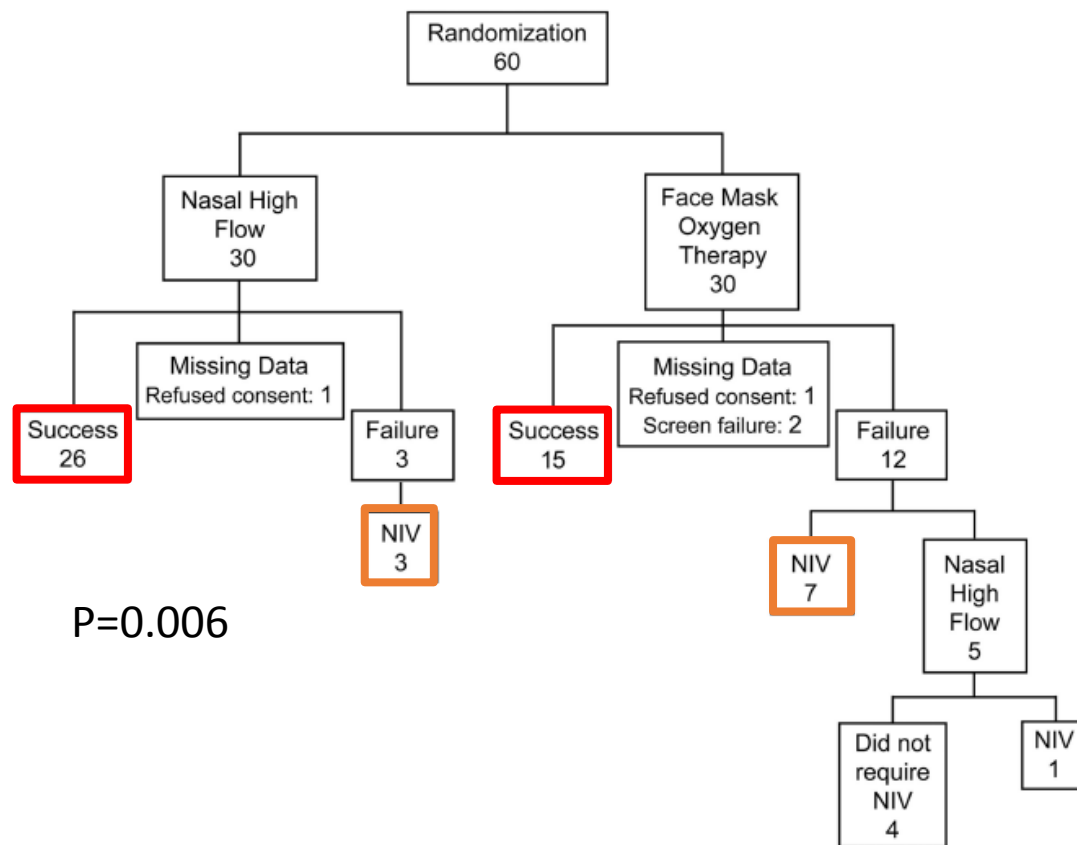 Randomization
60
Nasal High
Flow
30
Face Mask
Oxygen
Therapy
30
Missing Data
Refused consent: 1
Success
26
Failure
3
NIV
3
Missing Data
Refused consent: 1
Screen failure: 2
Success
15
Failure
12
NIV
7
Nasal
High
Flow
5
Did not
require
NIV
4
NIV
1
P=0.006